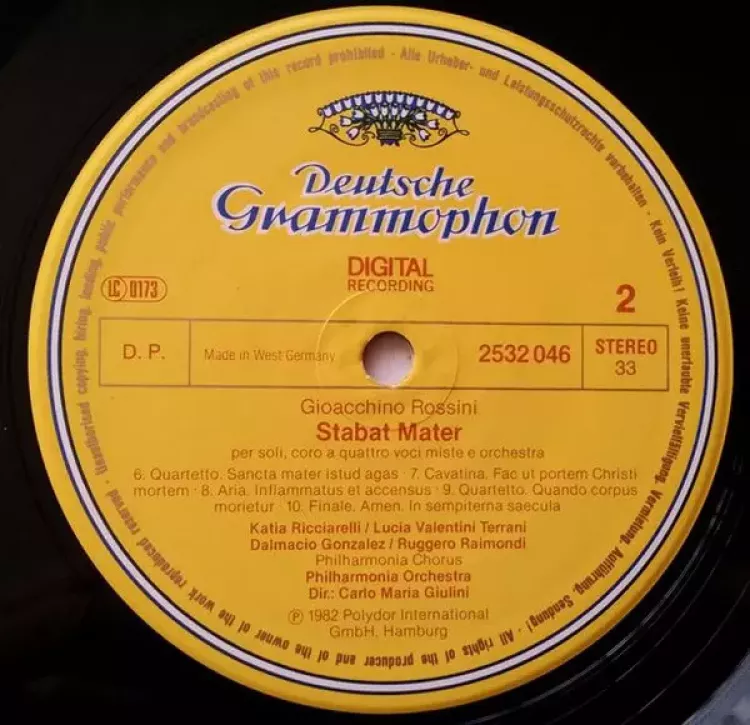 Deutsche
Grammophon
DIGITAL
RECORDING
LC 0173
2
D. P.
Made in West Germany
2532 046
STEREO
33
Gioacchino Rossini
Stabat Mater
per soli, coro a quattro voci miste e orchestra
6. Quartetto. Sancta mater istud agas · 7. Cavatina. Fac ut portem Christi
mortem · 8. Aria. Inflammatus et accensus · 9. Quartetto. Quando corpus
morietur · 10. Finale. Amen. In sempiterna saecula
Katia Ricciarelli / Lucia Valentini Terrani
Dalmacio Gonzalez / Ruggero Raimondi
Philharmonia Chorus
Philharmonia Orchestra
Dir.: Carlo Maria Giulini
Ⓟ 1982 Polydor International
GmbH, Hamburg
Alle Urheber- und Leistungsschutzrechte vorbehalten · Kein Verleih! Keine unerlaubte Vervielfältigung, Vermietung, Aufführung, Sendung! · All rights of the producer and of the owner of the work reproduced reserved · Unauthorized copying, hiring, lending, public performance and broadcasting of this record prohibited ·